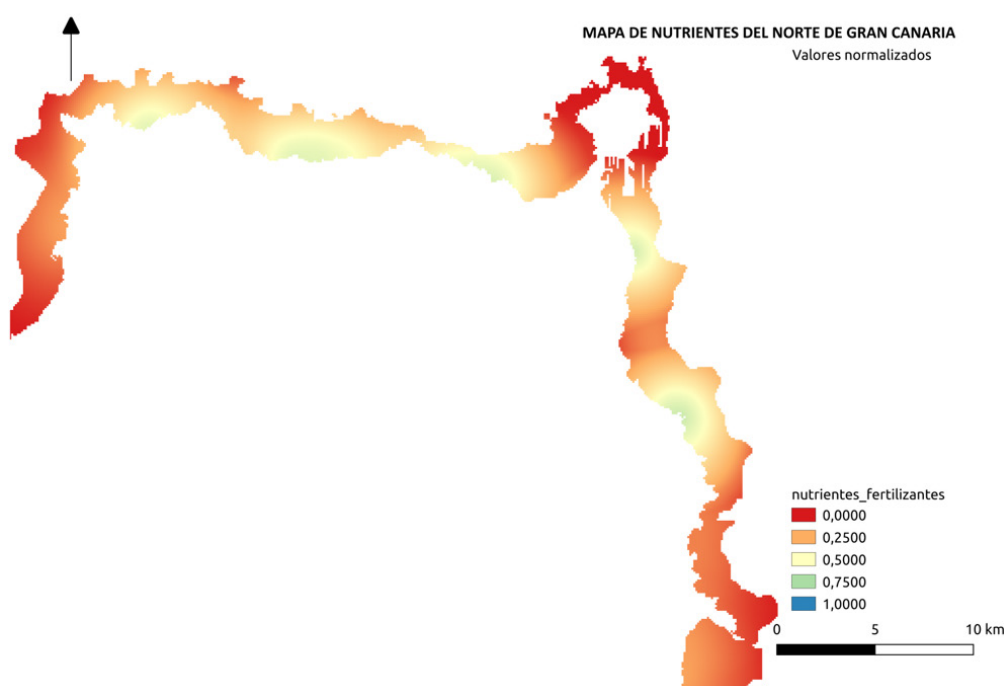 MAPA DE NUTRIENTES DEL NORTE DE GRAN CANARIA
Valores normalizados
nutrientes_fertilizantes
0,0000
0,2500
0,5000
0,7500
1,0000
0 5 10 km